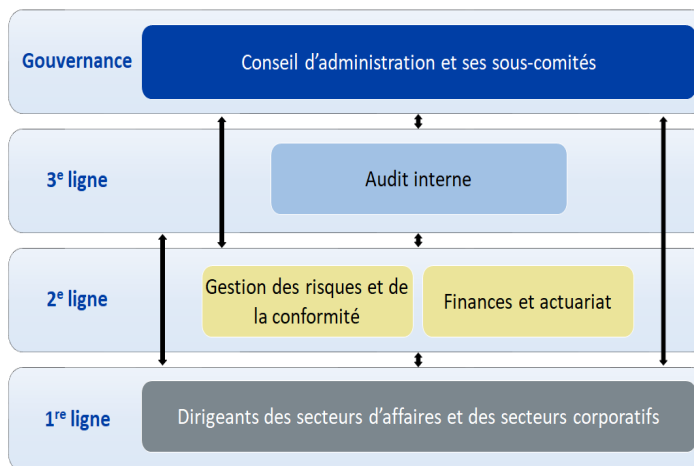 Gouvernance
Conseil d'administration et ses sous-comités
3e ligne
Audit interne
2e ligne
Gestion des risques et de
la conformité
Finances et actuariat
1re ligne
Dirigeants des secteurs d'affaires et des secteurs corporatifs